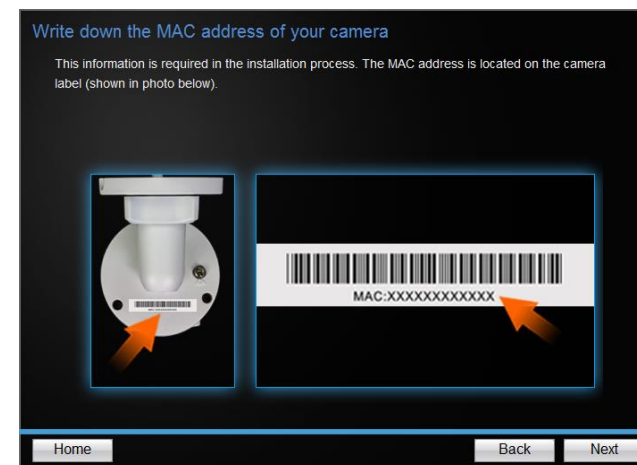 Write down the MAC address of your camera
This information is required in the installation process. The MAC address is located on the camera
label (shown in photo below).
MAC:XXXXXXXXXXXX
Home
Back
Next